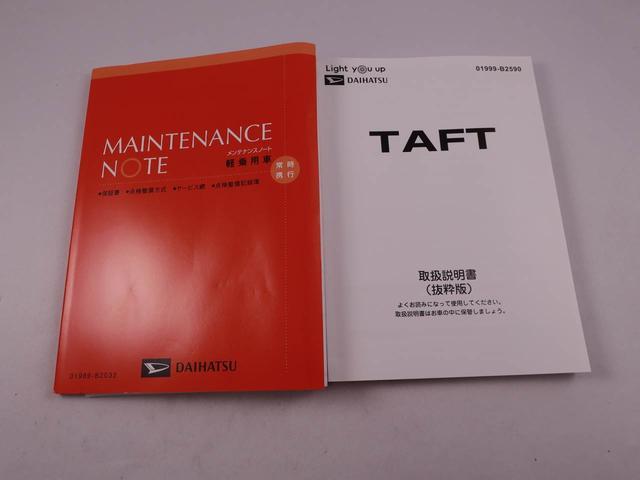 MAINTENANCE
NOTE
メンテナンスノート
軽乗用車
常時
携行
●保証書 ●点検整備方式 ●サービス網 ●点検整備記録簿
DAIHATSU
01999-B2032
Light you up
DAIHATSU
01999-B2590
TAFT
取扱説明書
(抜粋版)
よくお読みになって使用してください。
取扱説明書はお車の中に保管しましょう。